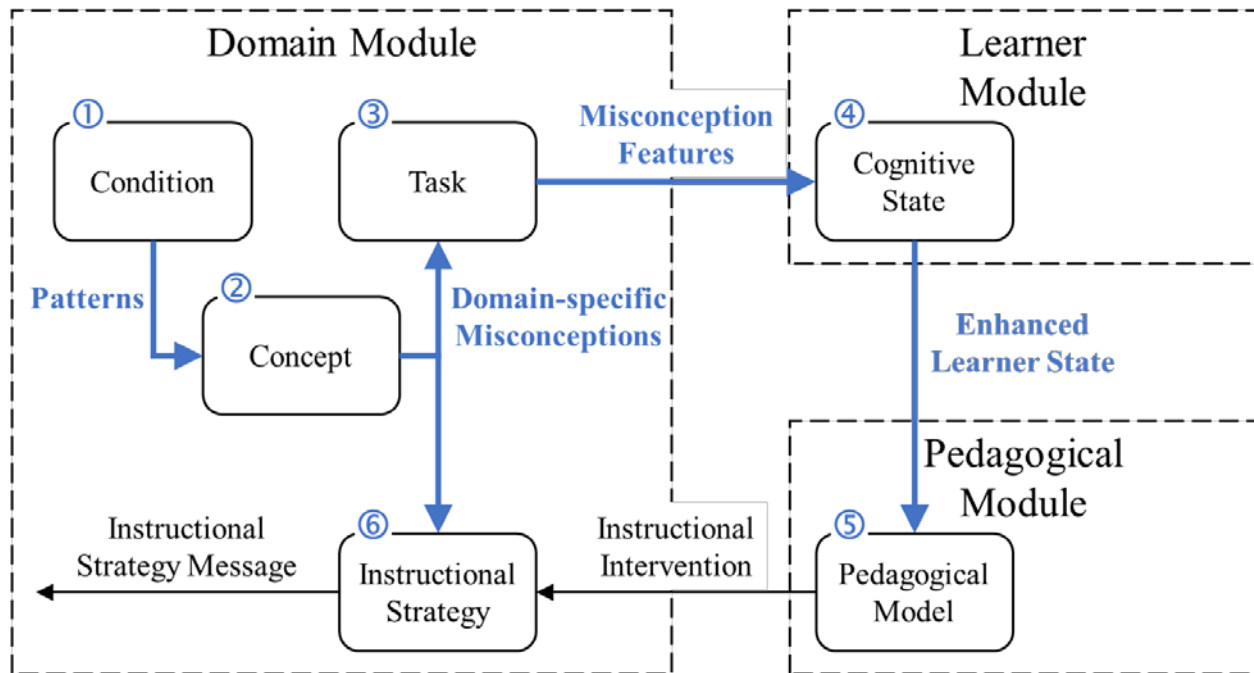 Domain Module
Learner
Module
①
Condition
③
Task
Misconception
Features
④
Cognitive
State
Patterns
②
Concept
Domain-specific
Misconceptions
Enhanced
Learner State
Pedagogical
Module
Instructional
Strategy Message
⑥
Instructional
Strategy
Instructional
Intervention
⑤
Pedagogical
Model